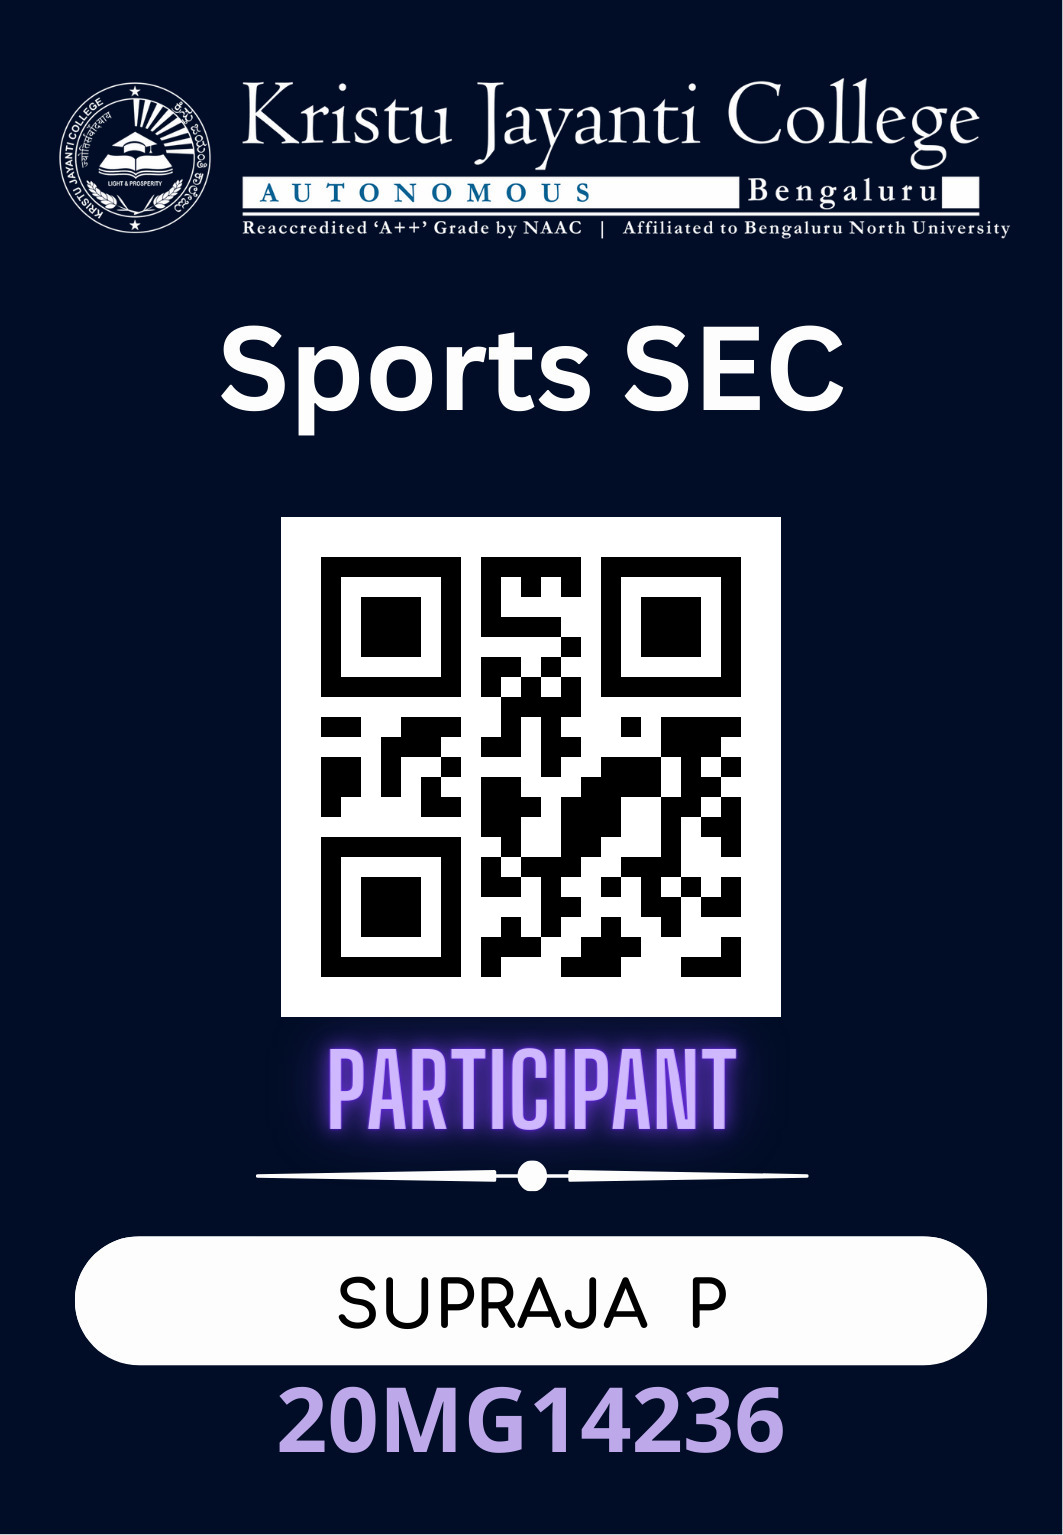 KRISTU JAYANTI COLLEGE
ज्योतिसंवादयाय
LIGHT & PROSPERITY
Kristu Jayanti College
AUTONOMOUS Bengaluru
Reaccredited ‘A++’ Grade by NAAC | Affiliated to Bengaluru North University
Sports SEC
PARTICIPANT
SUPRAJA P
20MG14236